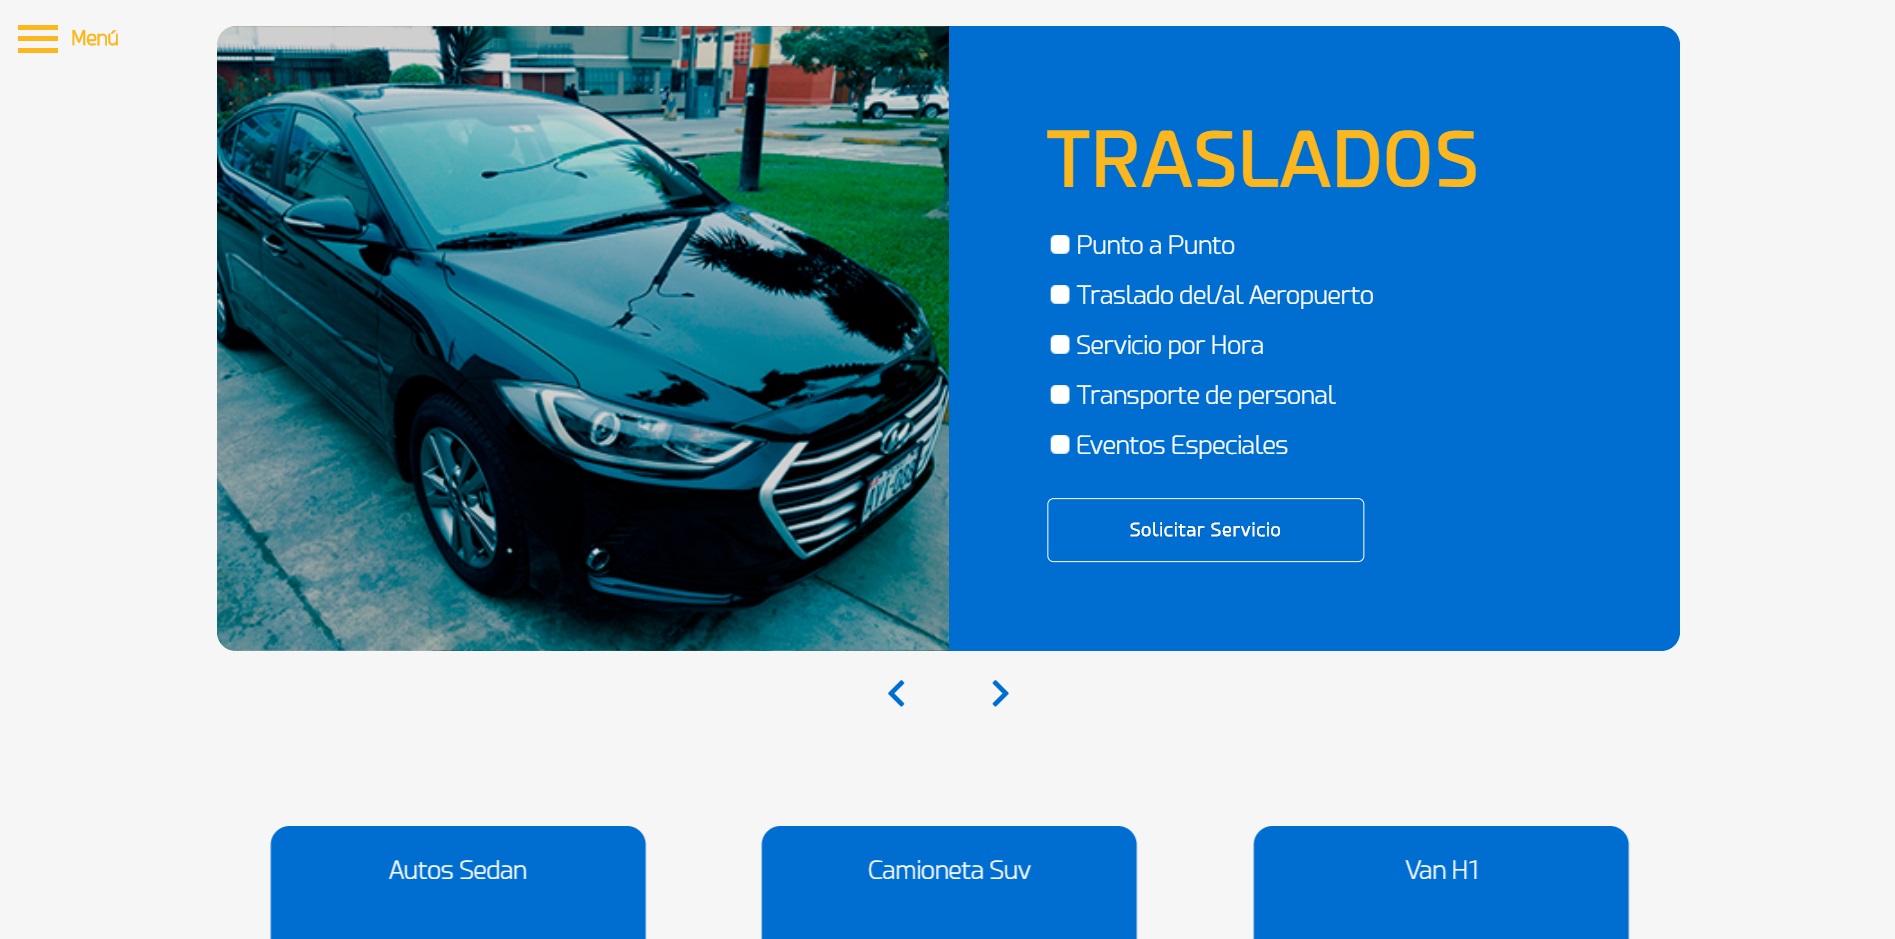 Menú
TRASLADOS
Punto a Punto
Traslado del/al Aeropuerto
Servicio por Hora
Transporte de personal
Eventos Especiales
Solicitar Servicio
Autos Sedan
Camioneta Suv
Van H1